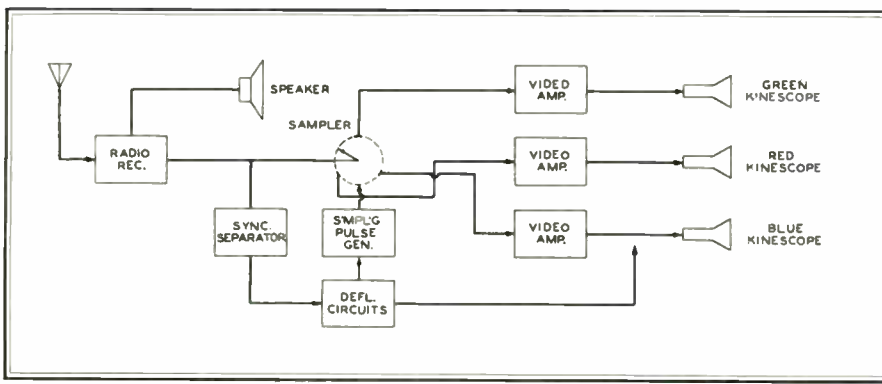 SPEAKER
SAMPLER
RADIO
REC.
VIDEO
AMP.
GREEN
KINESCOPE
VIDEO
AMP.
RED
KINESCOPE
SYNC.
SEPARATOR
SMPL'G
PULSE
GEN.
VIDEO
AMP.
BLUE
KINESCOPE
DEFL.
CIRCUITS